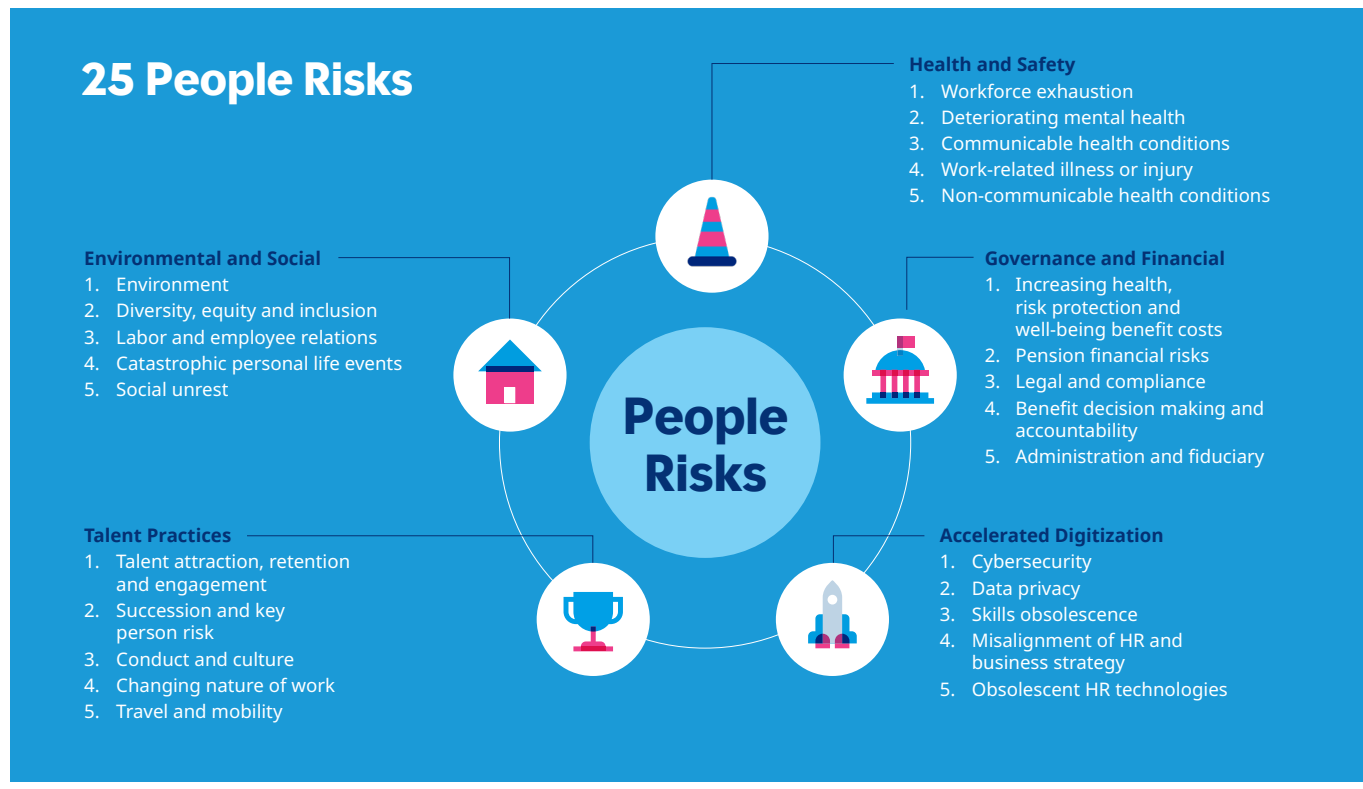 25 People Risks
Health and Safety
1. Workforce exhaustion
2. Deteriorating mental health
3. Communicable health conditions
4. Work-related illness or injury
5. Non-communicable health conditions
Environmental and Social
1. Environment
2. Diversity, equity and inclusion
3. Labor and employee relations
4. Catastrophic personal life events
5. Social unrest
Governance and Financial
1. Increasing health,
risk protection and
well-being benefit costs
2. Pension financial risks
3. Legal and compliance
4. Benefit decision making and
accountability
5. Administration and fiduciary
People
Risks
Talent Practices
1. Talent attraction, retention
and engagement
2. Succession and key
person risk
3. Conduct and culture
4. Changing nature of work
5. Travel and mobility
Accelerated Digitization
1. Cybersecurity
2. Data privacy
3. Skills obsolescence
4. Misalignment of HR and
business strategy
5. Obsolescent HR technologies